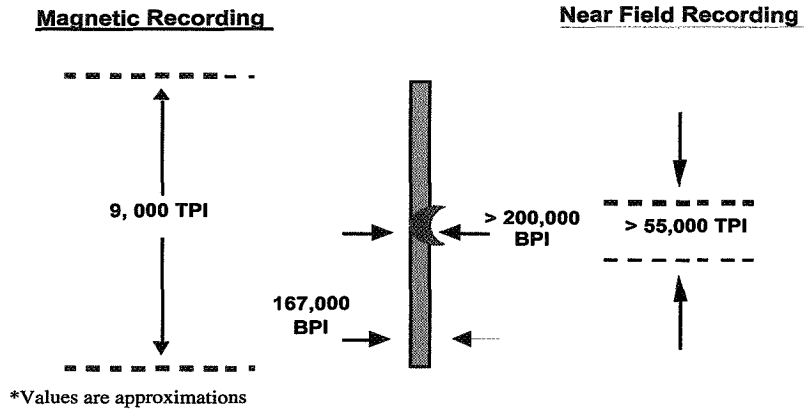 Magnetic Recording
Near Field Recording
9, 000 TPI
> 200,000
BPI
> 55,000 TPI
167,000
BPI
*Values are approximations